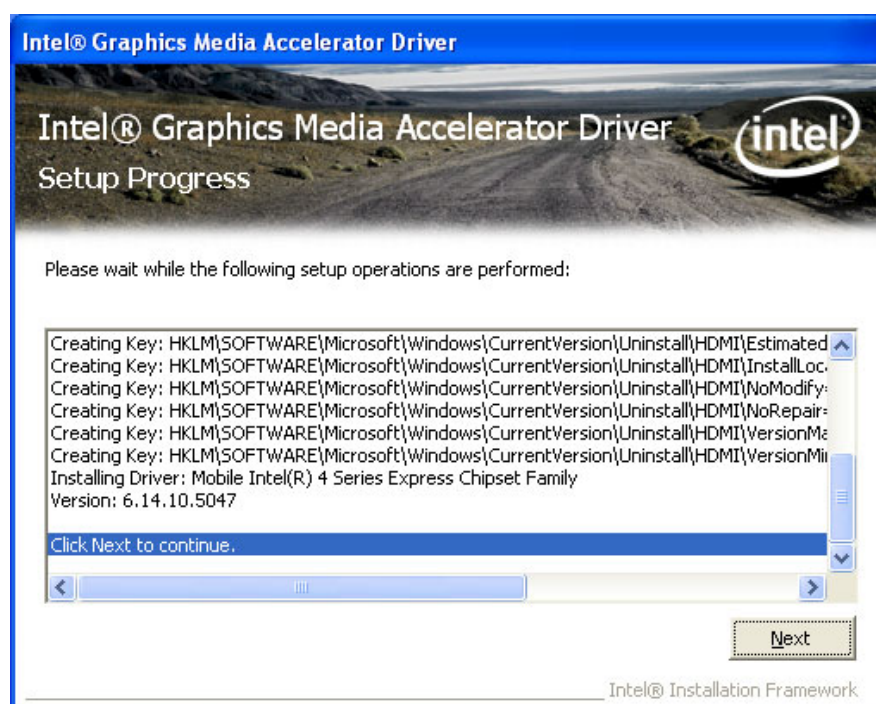 Intel® Graphics Media Accelerator Driver
Intel® Graphics Media Accelerator Driver
intel
Setup Progress
Please wait while the following setup operations are performed:
Creating Key: HKLM\SOFTWARE\Microsoft\Windows\CurrentVersion\Uninstall\HDMI\Estimated
Creating Key: HKLM\SOFTWARE\Microsoft\Windows\CurrentVersion\Uninstall\HDMI\InstallLoc
Creating Key: HKLM\SOFTWARE\Microsoft\Windows\CurrentVersion\Uninstall\HDMI\NoModify=
Creating Key: HKLM\SOFTWARE\Microsoft\Windows\CurrentVersion\Uninstall\HDMI\NoRepair=
Creating Key: HKLM\SOFTWARE\Microsoft\Windows\CurrentVersion\Uninstall\HDMI\VersionMa
Creating Key: HKLM\SOFTWARE\Microsoft\Windows\CurrentVersion\Uninstall\HDMI\VersionMi
Installing Driver: Mobile Intel(R) 4 Series Express Chipset Family
Version: 6.14.10.5047
Click Next to continue.
Next
Intel® Installation Framework